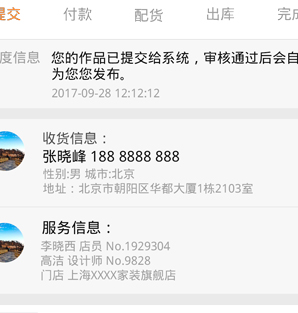 提交 付款 配货 出库 完成
度信息 您的作品已提交给系统，审核通过后会自
为您您发布。
2017-09-28 12:12:12
收货信息：
张晓峰 188 8888 888
性别:男 城市:北京
地址：北京市朝阳区华都大厦1栋2103室
服务信息：
李晓西 店员 No.1929304
高洁 设计师 No.9828
门店 上海XXXX家装旗舰店